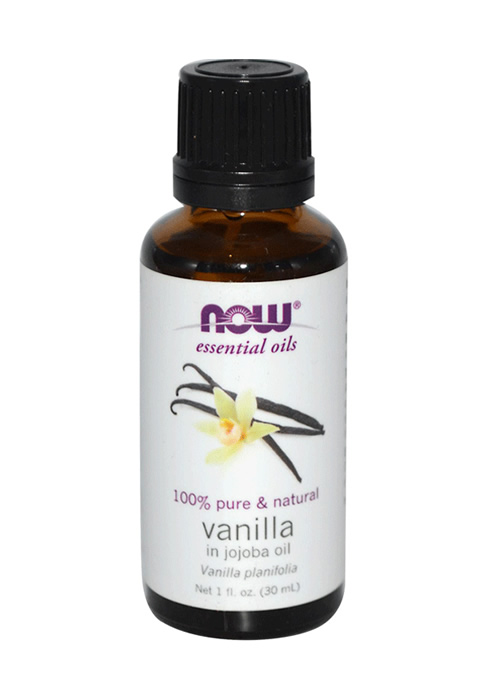 now®
essential oils
100% pure & natural
vanilla
in jojoba oil
Vanilla planifolia
Net 1 fl. oz. (30 mL)